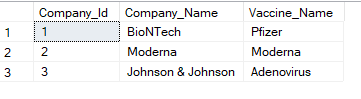 Company_Id Company_Name Vaccine_Name
1 1 BioNTech Pfizer
2 2 Moderna Moderna
3 3 Johnson & Johnson Adenovirus